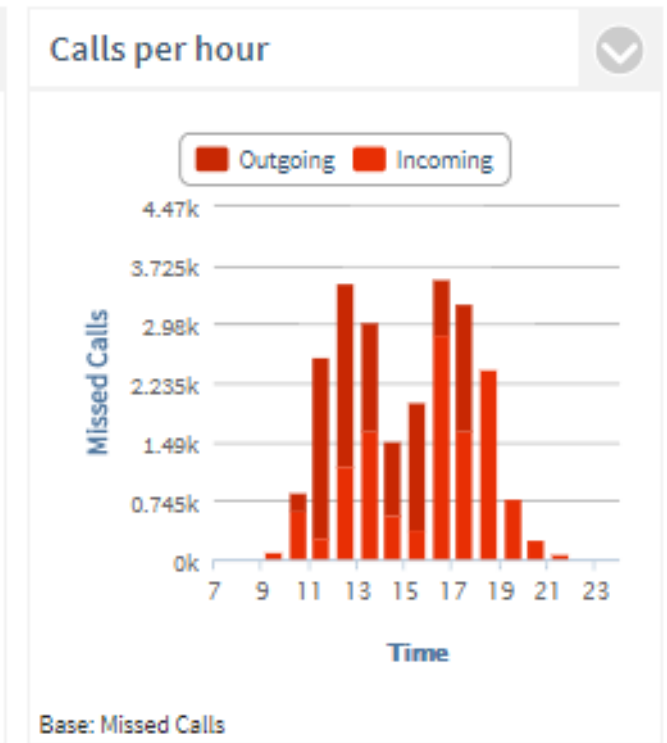 Calls per hour
Outgoing Incoming
4.47k
3.725k
2.98k
2.235k
1.49k
0.745k
0k
Missed Calls
7 9 11 13 15 17 19 21 23
Time
Base: Missed Calls